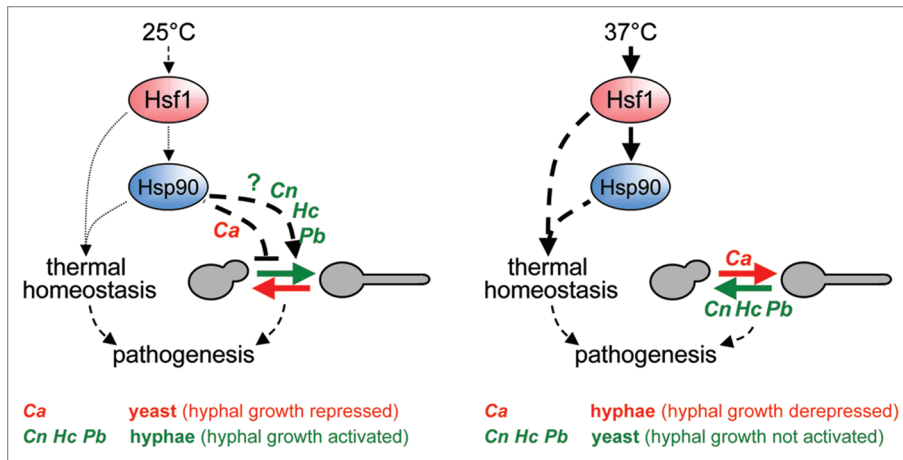 25°C
Hsf1
Hsp90
? Cn
Hc
Pb
Ca
thermal
homeostasis
pathogenesis
Ca yeast (hyphal growth repressed)
Cn Hc Pb hyphae (hyphal growth activated)
37°C
Hsf1
Hsp90
thermal
homeostasis
Ca
Cn Hc Pb
pathogenesis
Ca hyphae (hyphal growth derepressed)
Cn Hc Pb yeast (hyphal growth not activated)